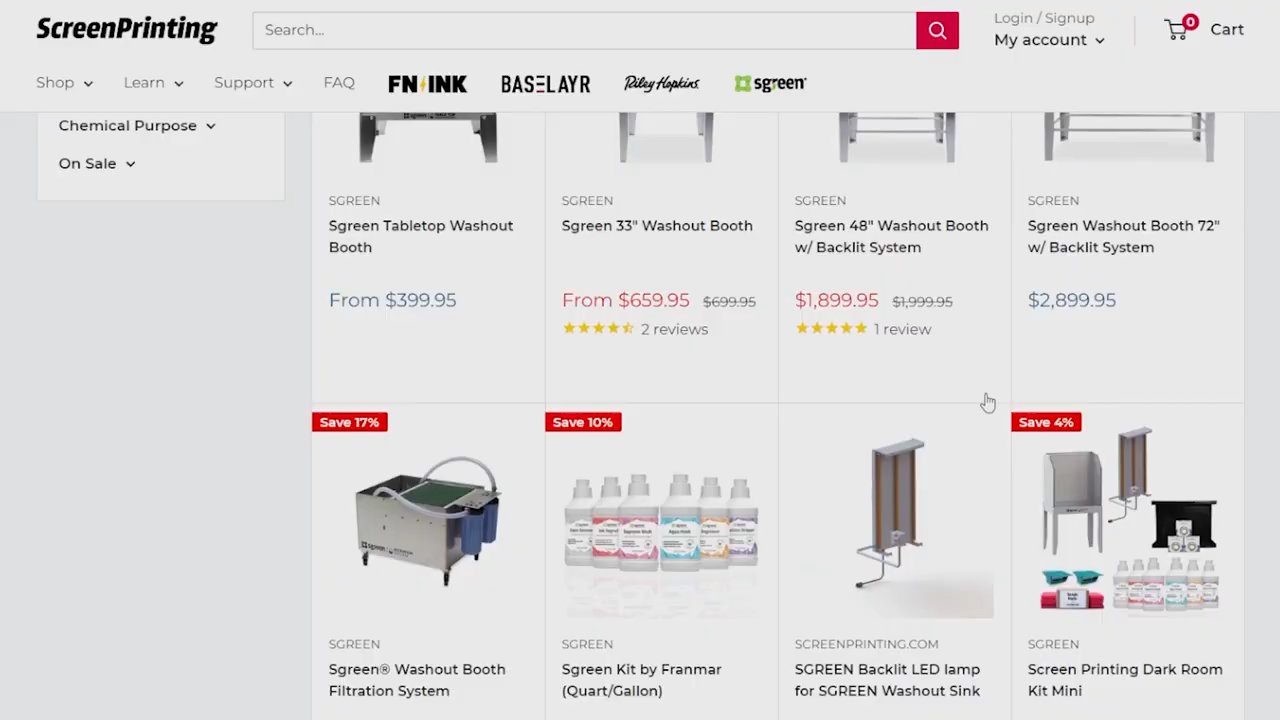 ScreenPrinting
Search...
Login / Signup
My account
0
Cart
Shop
Learn
Support
FAQ
FN INK
BASELAYR
Riley Hopkins
sgreen
Chemical Purpose
On Sale
SGREEN
Sgreen Tabletop Washout
Booth
From $399.95
SGREEN
Sgreen 33" Washout Booth
From $659.95 $699.95
2 reviews
SGREEN
Sgreen 48" Washout Booth
w/ Backlit System
$1,899.95 $1,999.95
1 review
SGREEN
Sgreen Washout Booth 72"
w/ Backlit System
$2,899.95
Save 17%
sgreen
SGREEN
Sgreen® Washout Booth
Filtration System
Save 10%
SGREEN
Sgreen Kit by Franmar
(Quart/Gallon)
SCREENPRINTING.COM
SGREEN Backlit LED lamp
for SGREEN Washout Sink
Save 4%
SGREEN
Screen Printing Dark Room
Kit Mini